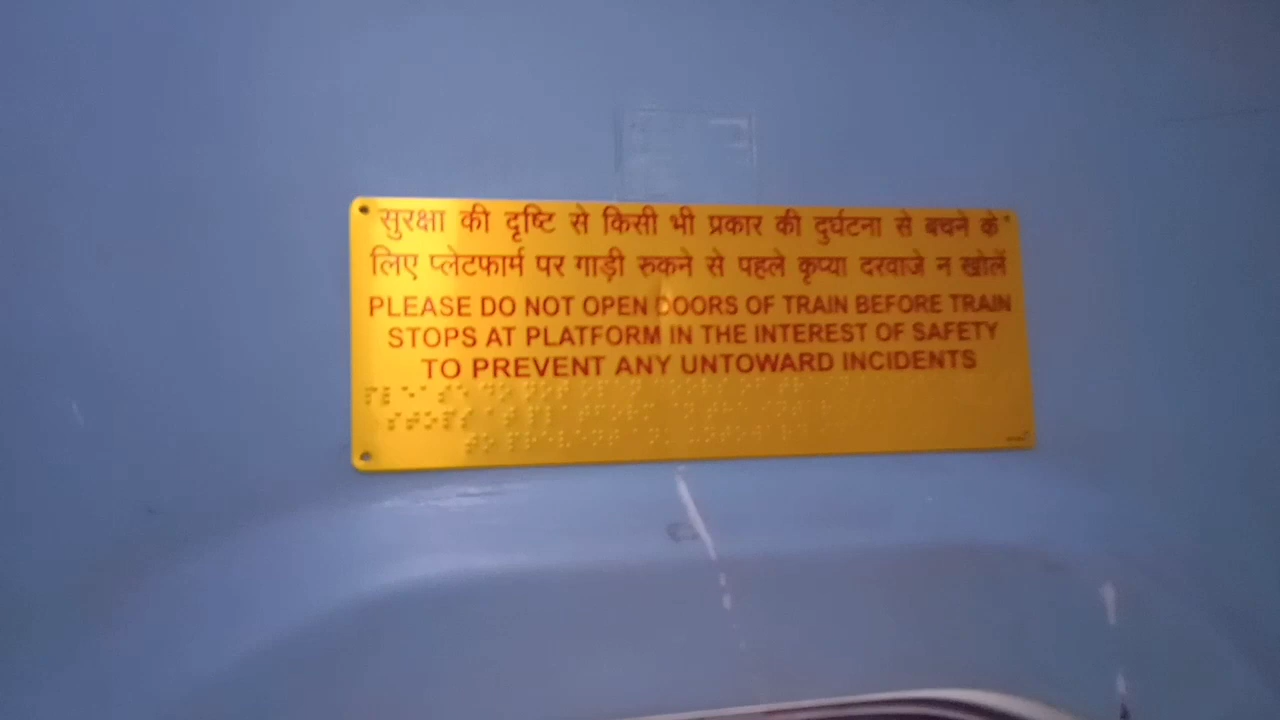 सुरक्षा की दृष्टि से किसी भी प्रकार की दुर्घटना से बचने के
लिए प्लेटफार्म पर गाड़ी रुकने से पहले कृप्या दरवाजे न खोलें
PLEASE DO NOT OPEN DOORS OF TRAIN BEFORE TRAIN
STOPS AT PLATFORM IN THE INTEREST OF SAFETY
TO PREVENT ANY UNTOWARD INCIDENTS